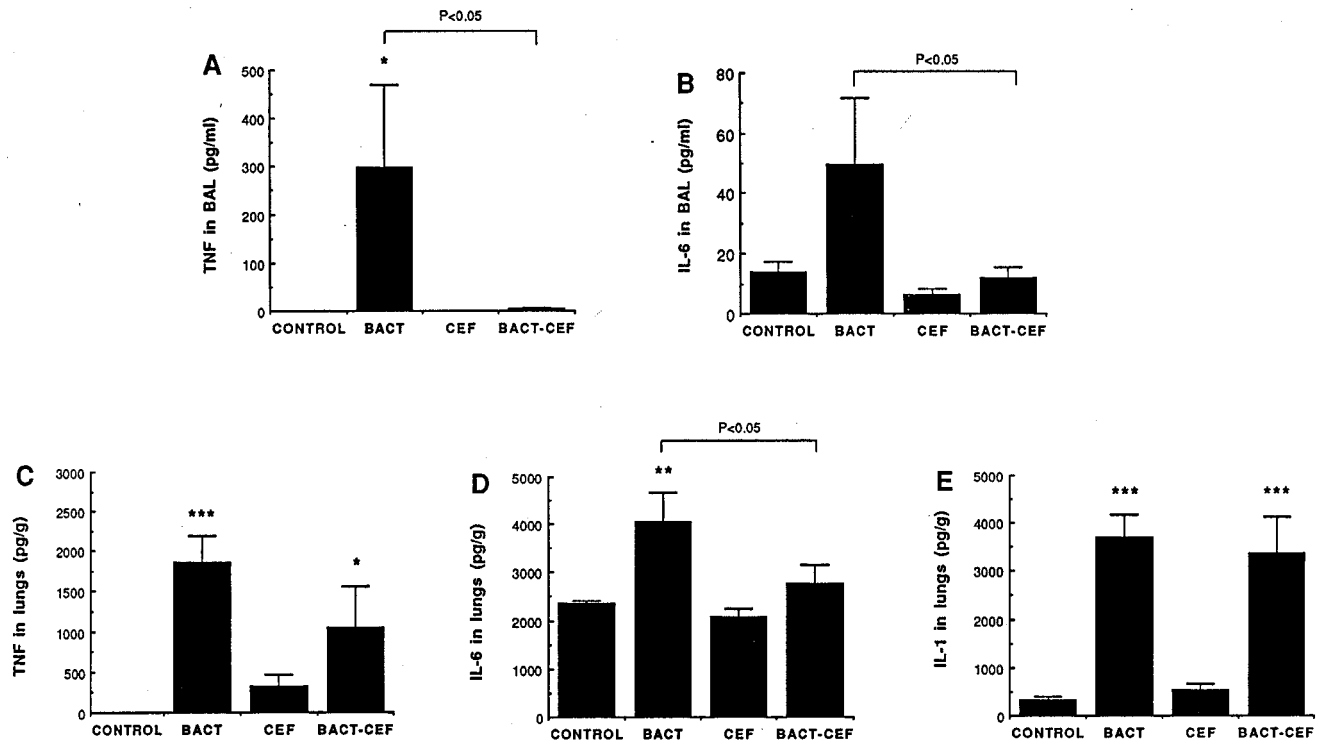 P<0.05
A
*
TNF in BAL (pg/ml)
500
400
300
200
100
0
CONTROL BACT CEF BACT-CEF
P<0.05
B
IL-6 in BAL (pg/ml)
80
60
40
20
0
CONTROL BACT CEF BACT-CEF
C
*** *
TNF in lungs (pg/g)
3000
2500
2000
1500
1000
500
0
CONTROL BACT CEF BACT-CEF
P<0.05
D
**
IL-6 in lungs (pg/g)
5000
4000
3000
2000
1000
0
CONTROL BACT CEF BACT-CEF
E
*** ***
IL-1 in lungs (pg/g)
5000
4000
3000
2000
1000
0
CONTROL BACT CEF BACT-CEF